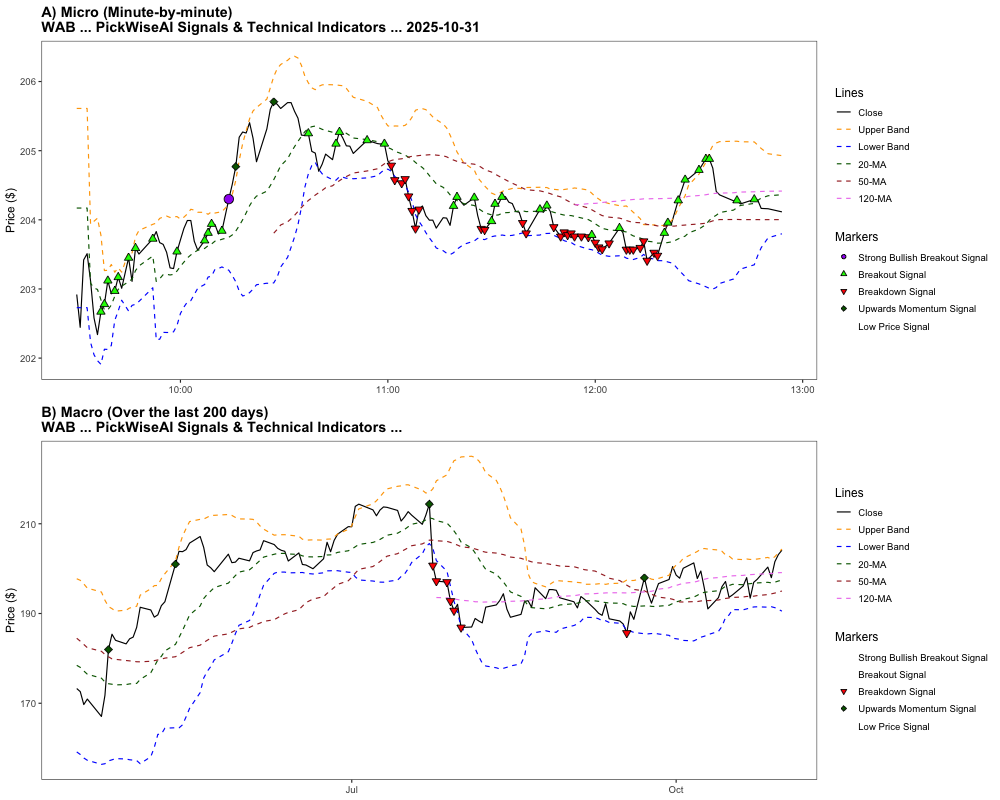 A) Micro (Minute-by-minute)
WAB ... PickWiseAI Signals & Technical Indicators ... 2025-10-31
Price ($)
206
205
204
203
202
10:00
11:00
12:00
13:00
Lines
Close
Upper Band
Lower Band
20-MA
50-MA
120-MA
Markers
Strong Bullish Breakout Signal
Breakout Signal
Breakdown Signal
Upwards Momentum Signal
Low Price Signal
B) Macro (Over the last 200 days)
WAB ... PickWiseAI Signals & Technical Indicators ...
Price ($)
210
190
170
Jul
Oct
Lines
Close
Upper Band
Lower Band
20-MA
50-MA
120-MA
Markers
Strong Bullish Breakout Signal
Breakout Signal
Breakdown Signal
Upwards Momentum Signal
Low Price Signal